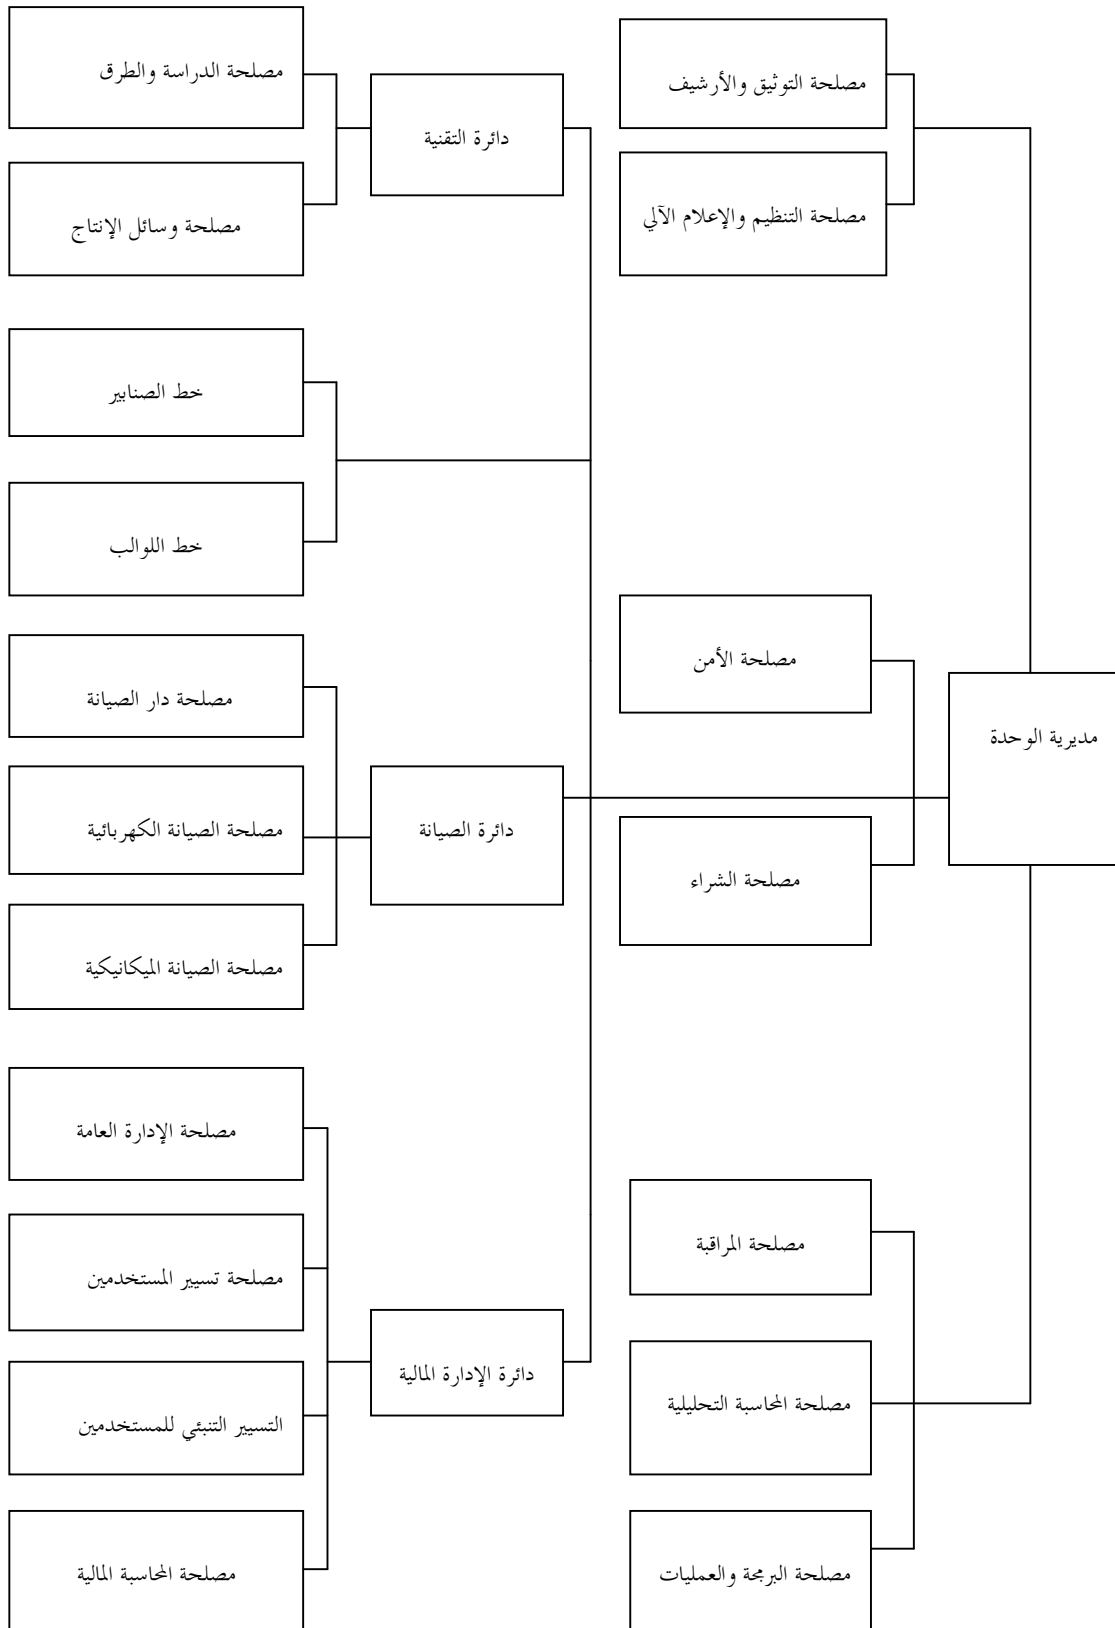 مصلحة التوثيق والأرشيف
مصلحة التنظيم والإعلام الآلي
مصلحة الأمن
مديرية الوحدة
مصلحة الشراء
مصلحة المراقبة
مصلحة المحاسبة التحليلية
مصلحة البرمجة والعمليات
دائرة التقنية
مصلحة الدراسة والطرق
مصلحة وسائل الإنتاج
خط الصنابير
خط اللوالب
دائرة الصيانة
مصلحة دار الصيانة
مصلحة الصيانة الكهربائية
مصلحة الصيانة الميكانيكية
دائرة الإدارة المالية
مصلحة الإدارة العامة
مصلحة تسيير المستخدمين
التسيير التنبئي للمستخدمين
مصلحة المحاسبة المالية